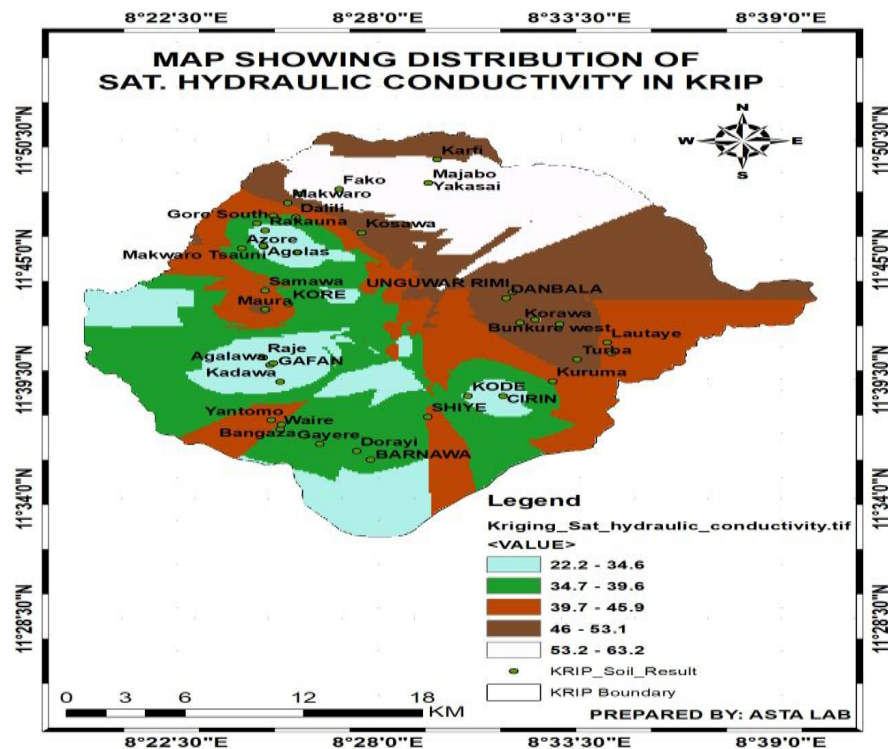 8°22'30"E 8°28'0"E 8°33'30"E 8°39'0"E
MAP SHOWING DISTRIBUTION OF
SAT. HYDRAULIC CONDUCTIVITY IN KRIP
N
W E
S
11°50'30"N 11°50'30"N
Karfi
Majabo
Fako
Yakasai
Makwaro
Dalili
Gore South
Rakauna
Kosawa
Azore
11°45'0"N 11°45'0"N
Makwaro Tsauni
Agolas
Samawa
UNGUWAR RIMI
DANBALA
KORE
Maura
Korawa
Bunkure west
Lautaye
Raje
Agalawa
GAFAN
Turba
11°39'30"N 11°39'30"N
Kadawa
Kuruma
KODE
CIRIN
Yantomo
Waire
SHIYE
Bangaza
Gayere
Dorayi
BARNAWA
11°34'0"N 11°34'0"N
Legend
Kriging_Sat_hydraulic_conductivity.tif
<VALUE>
22.2 - 34.6
34.7 - 39.6
39.7 - 45.9
46 - 53.1
53.2 - 63.2
KRIP_Soil_Result
KRIP Boundary
11°28'30"N 11°28'30"N
0 3 6 12 18
KM
PREPARED BY: ASTA LAB
8°22'30"E 8°28'0"E 8°33'30"E 8°39'0"E